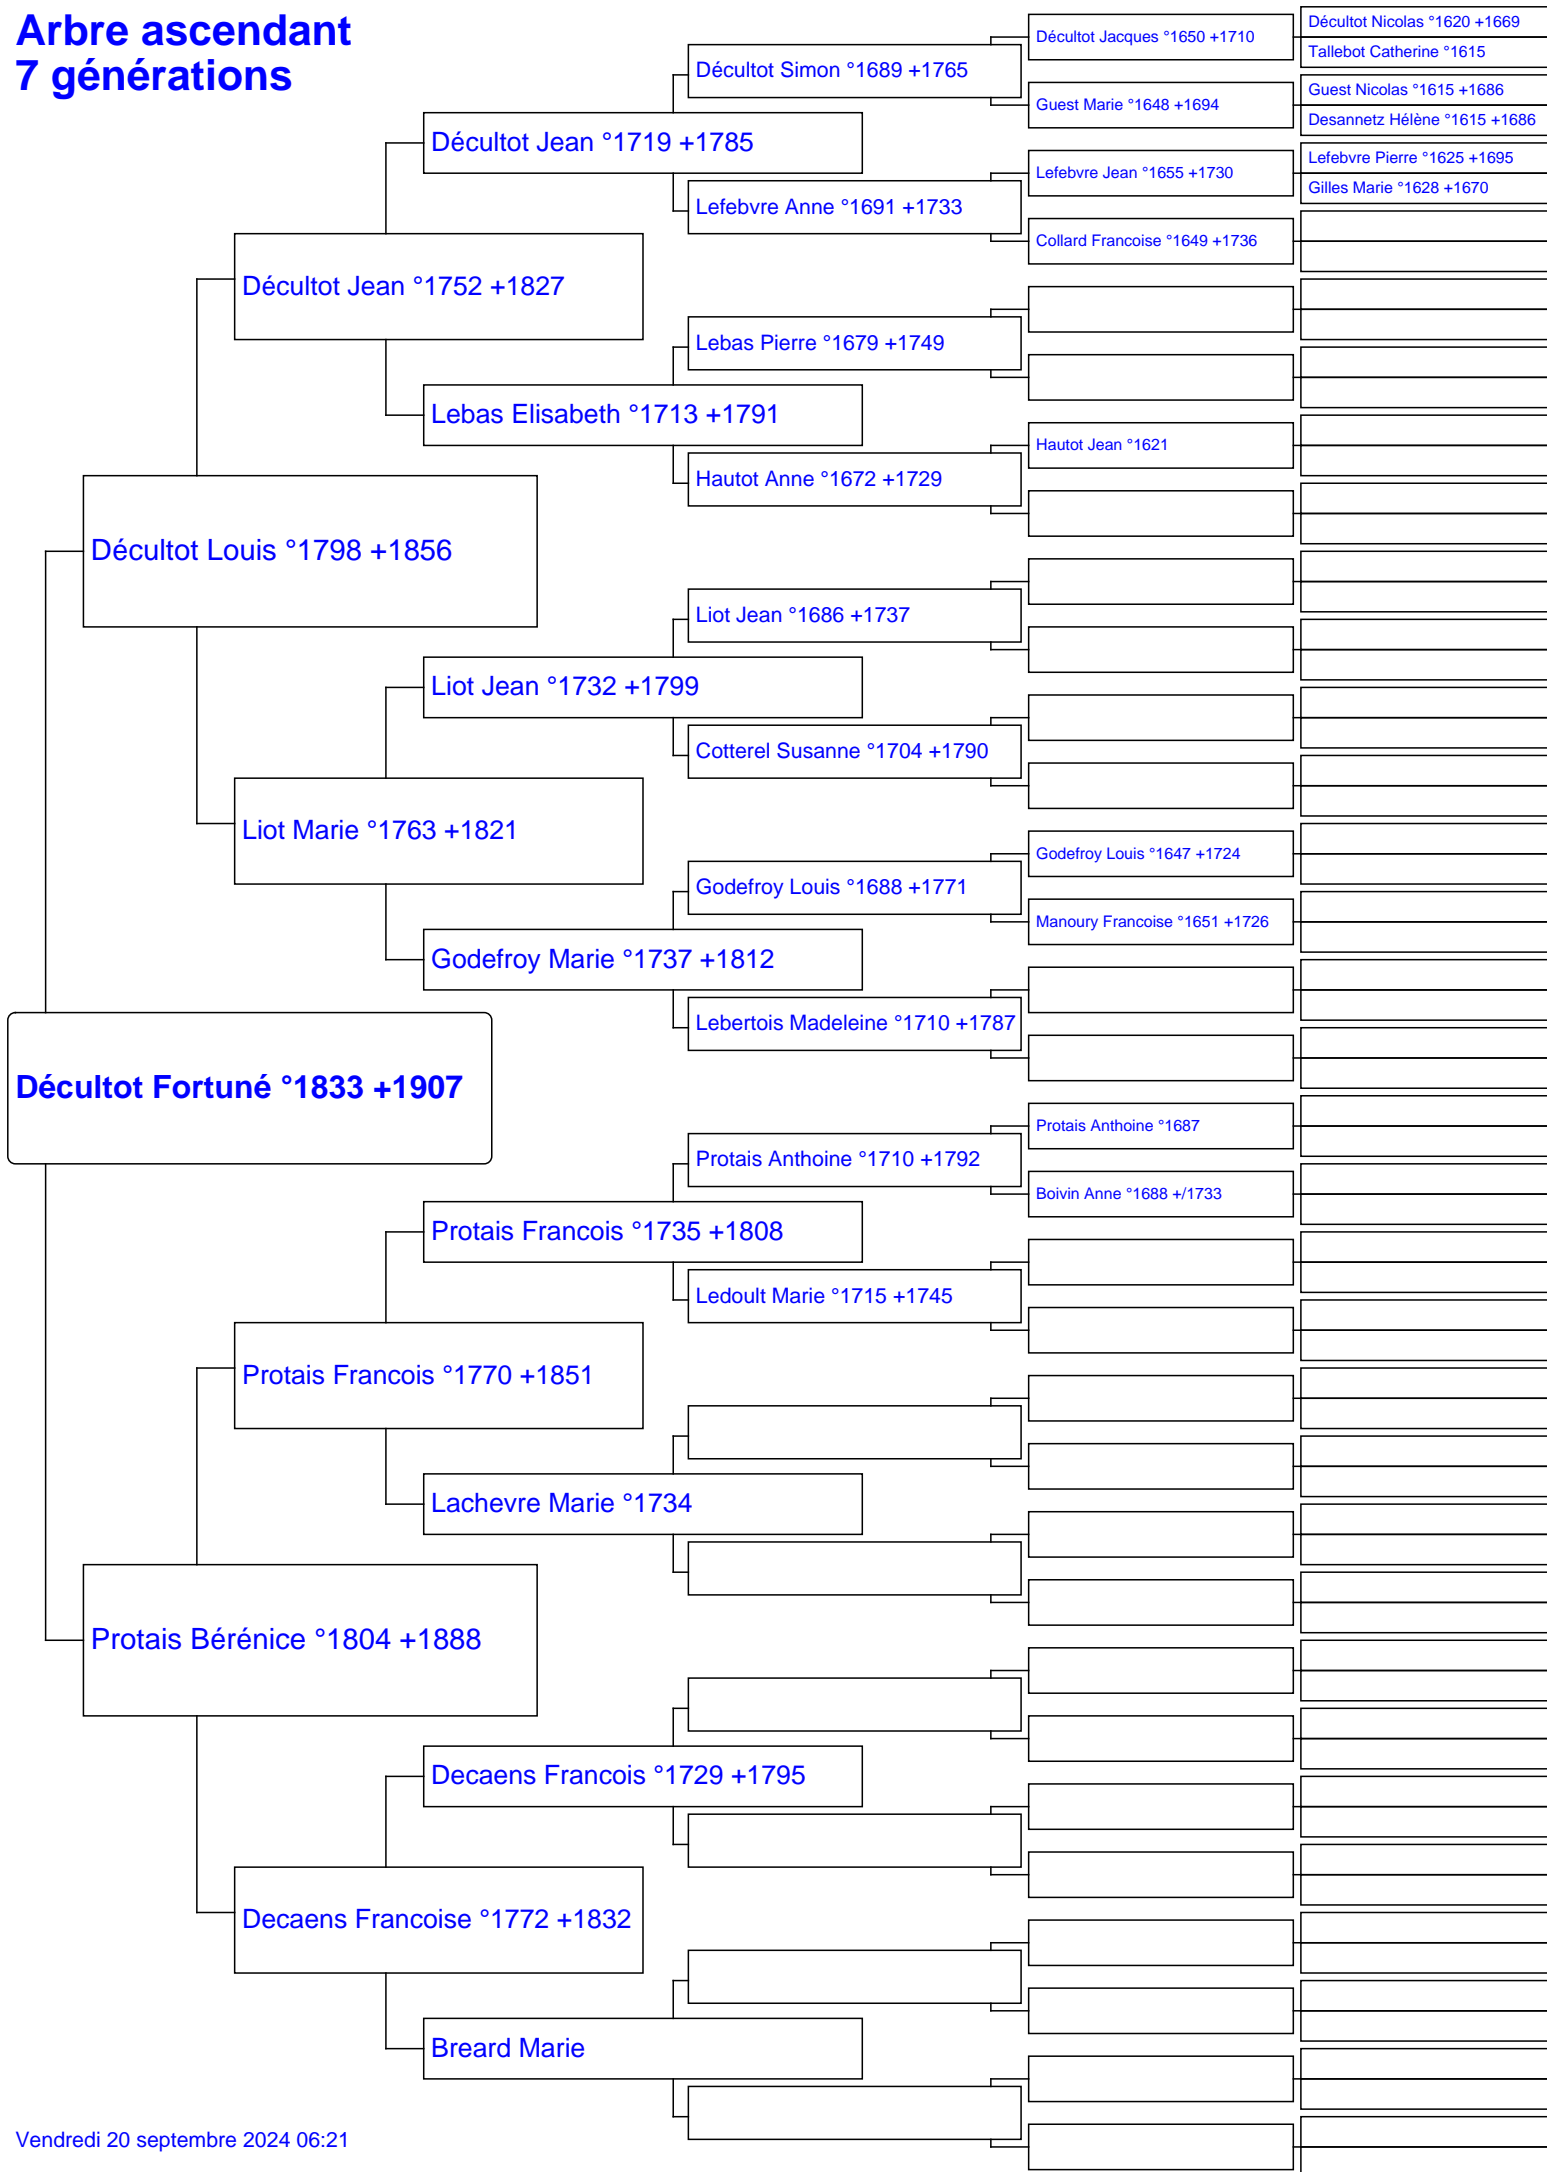 Arbre ascendant
7 générations
Décultot Nicolas °1620 +1669
Décultot Jacques °1650 +1710
Tallebot Catherine °1615
Décultot Simon °1689 +1765
Guest Nicolas °1615 +1686
Guest Marie °1648 +1694
Desannetz Hélène °1615 +1686
Décultot Jean °1719 +1785
Lefebvre Pierre °1625 +1695
Lefebvre Jean °1655 +1730
Gilles Marie °1628 +1670
Lefebvre Anne °1691 +1733
Collard Francoise °1649 +1736
Décultot Jean °1752 +1827
Lebas Pierre °1679 +1749
Lebas Elisabeth °1713 +1791
Hautot Jean °1621
Hautot Anne °1672 +1729
Décultot Louis °1798 +1856
Liot Jean °1686 +1737
Liot Jean °1732 +1799
Cotterel Susanne °1704 +1790
Liot Marie °1763 +1821
Godefroy Louis °1647 +1724
Godefroy Louis °1688 +1771
Manoury Francoise °1651 +1726
Godefroy Marie °1737 +1812
Lebertois Madeleine °1710 +1787
Décultot Fortuné °1833 +1907
Protais Anthoine °1687
Protais Anthoine °1710 +1792
Boivin Anne °1688 +/1733
Protais Francois °1735 +1808
Ledoult Marie °1715 +1745
Protais Francois °1770 +1851
Lachevre Marie °1734
Protais Bérénice °1804 +1888
Decaens Francois °1729 +1795
Decaens Francoise °1772 +1832
Breard Marie
Vendredi 20 septembre 2024 06:21